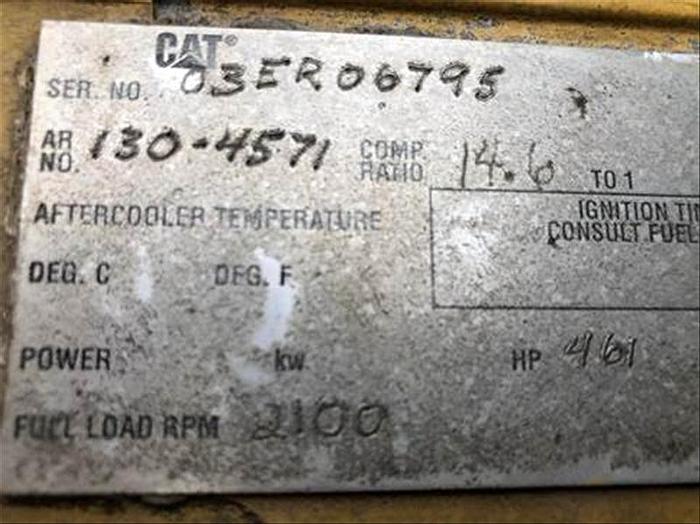 CAT®
SER. NO. 03ER06795
AR NO. 130-4571 COMP. RATIO 14.6 TO 1
AFTERCOOLER TEMPERATURE
IGNITION
CONSULT FUEL
DEG. C DEG. F
POWER kw HP 461
FULL LOAD RPM 2100